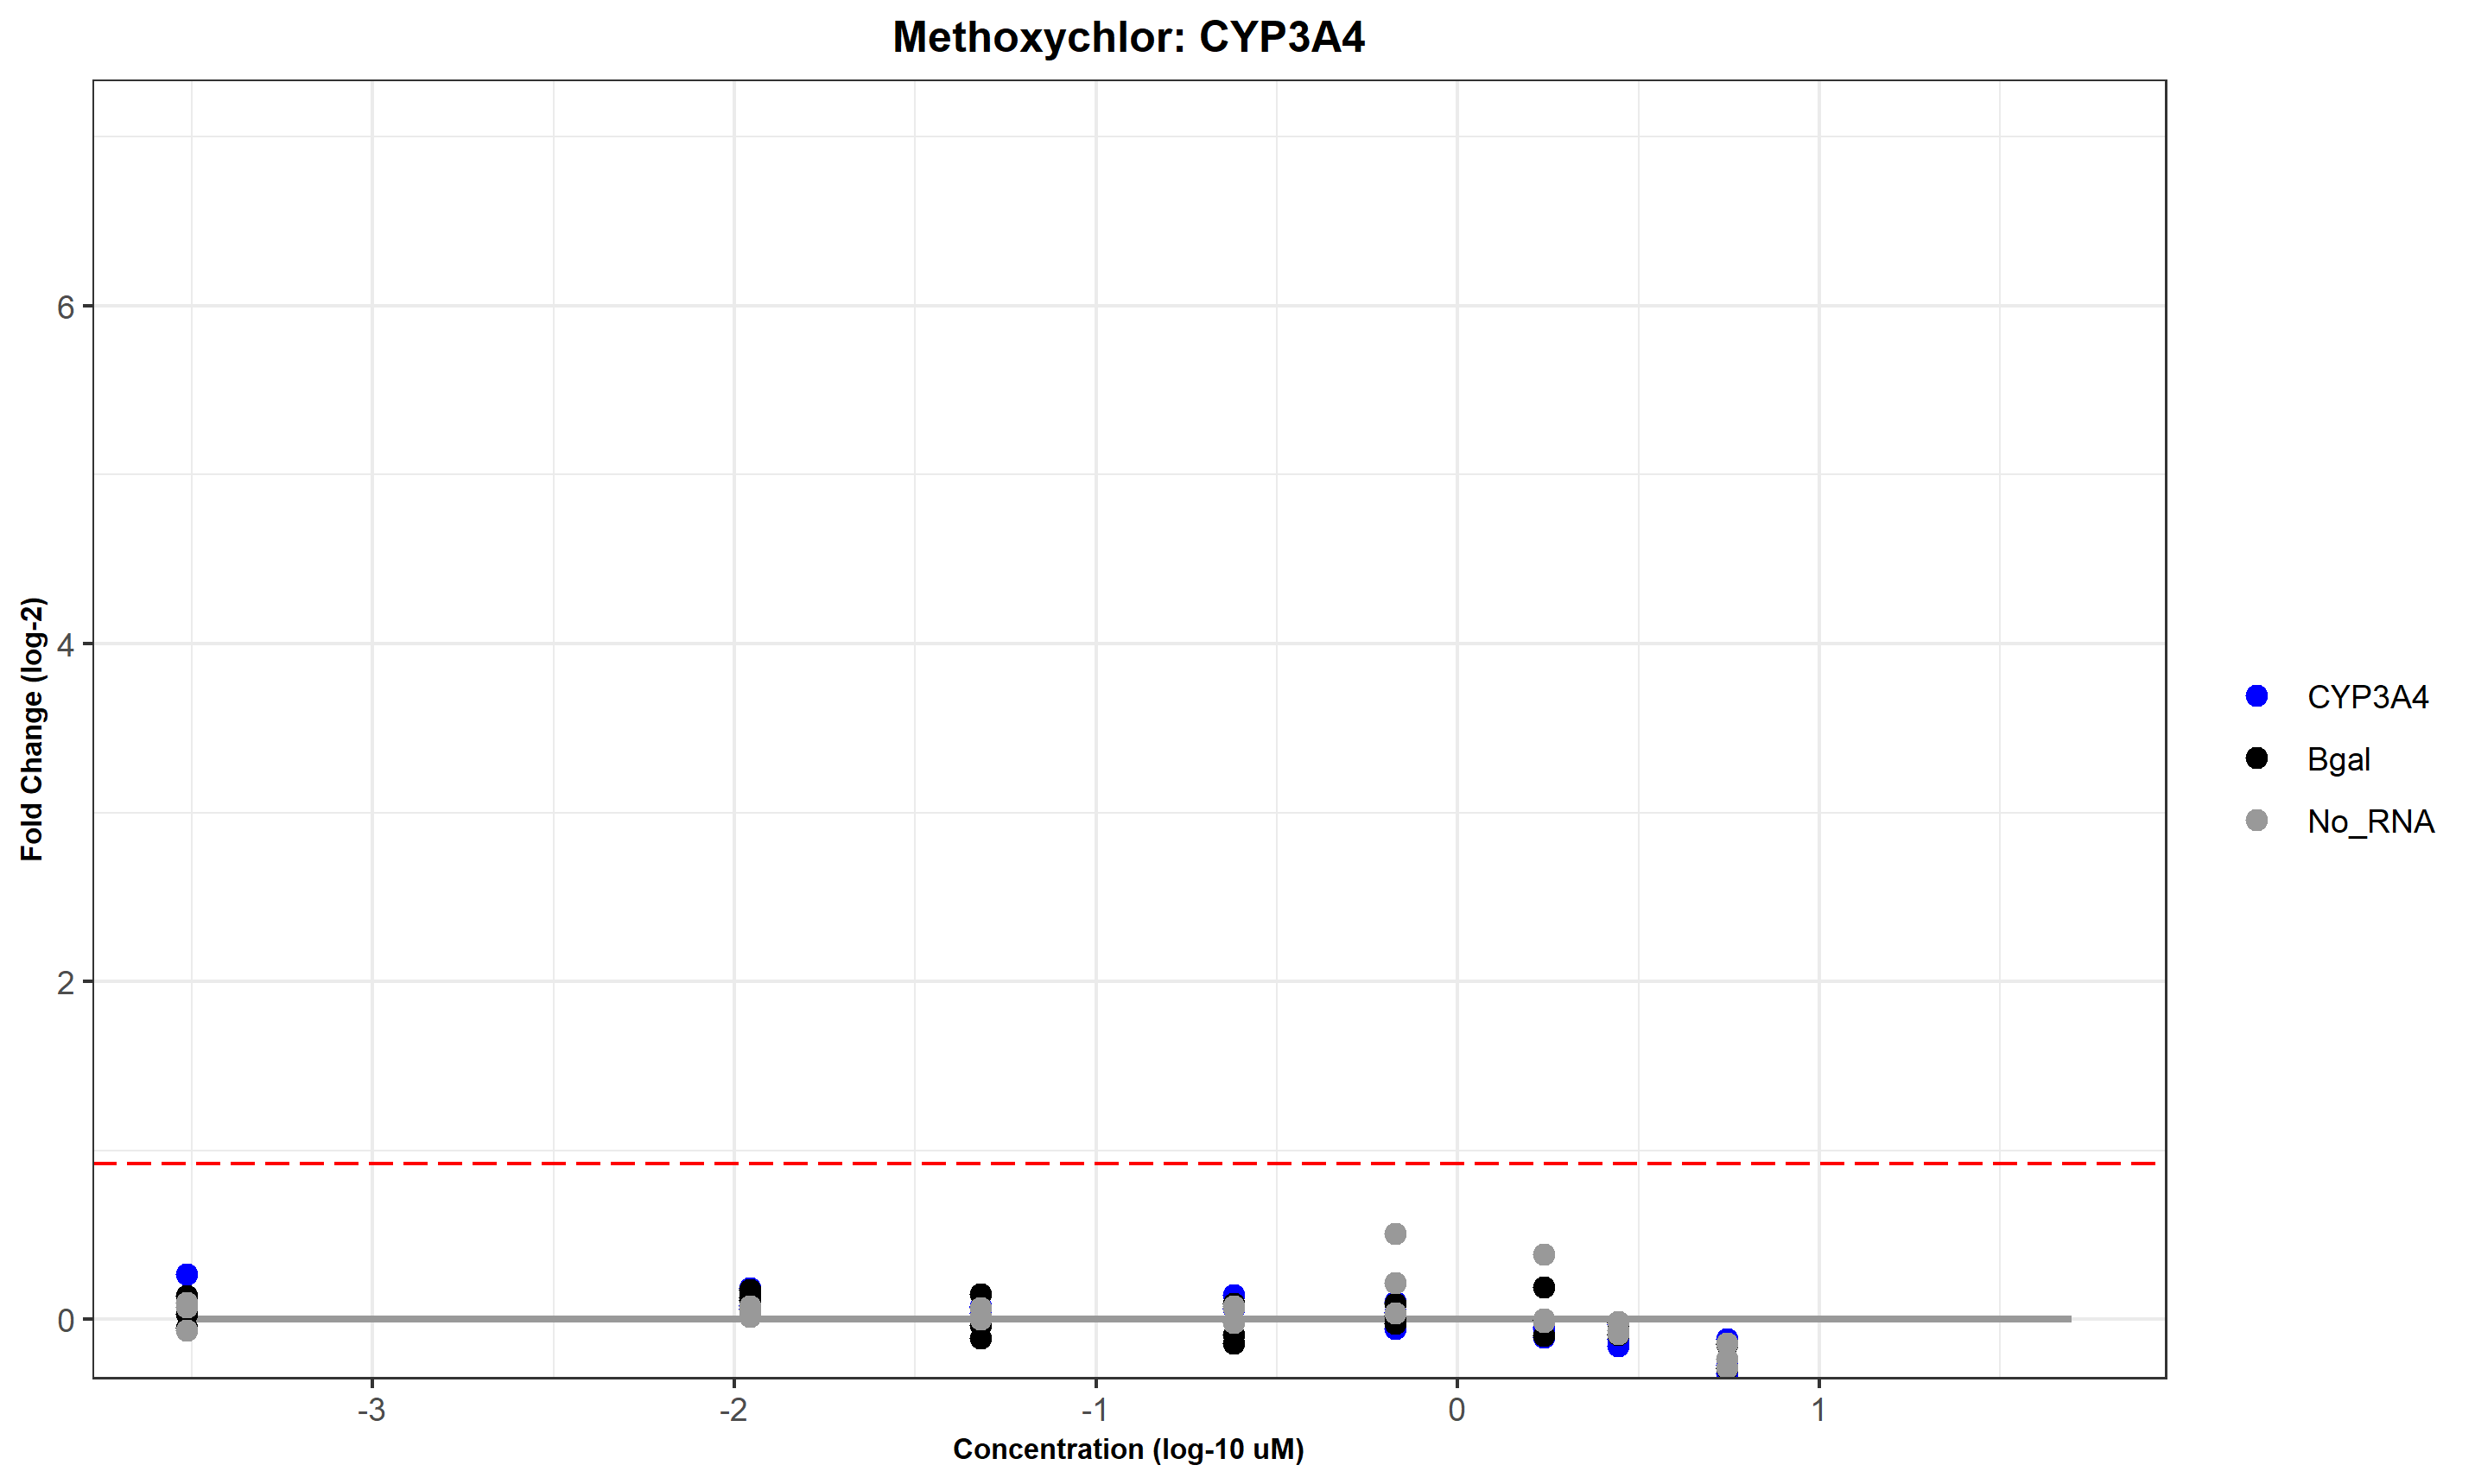 Methoxychlor: CYP3A4
Fold Change (log-2)
6
4
2
0
-3
-2
-1
0
1
Concentration (log-10 uM)
CYP3A4
Bgal
No_RNA